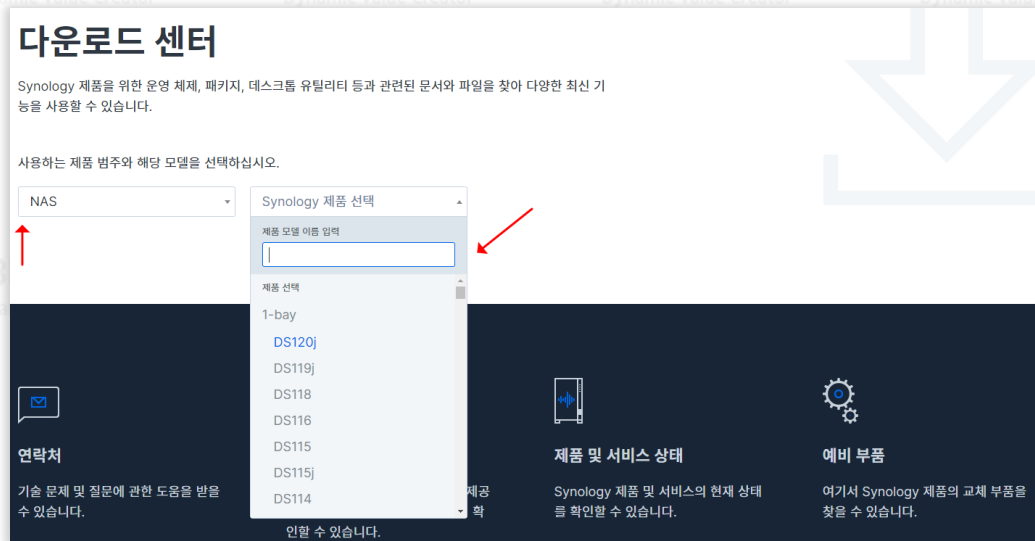 다운로드 센터
Synology 제품을 위한 운영 체제, 패키지, 데스크톱 유틸리티 등과 관련된 문서와 파일을 찾아 다양한 최신 기
능을 사용할 수 있습니다.
사용하는 제품 범주와 해당 모델을 선택하십시오.
NAS
Synology 제품 선택
제품 모델 이름 입력
제품 선택
1-bay
DS120j
DS119j
DS118
DS116
DS115
DS115j
DS114
연락처
기술 문제 및 질문에 관한 도움을 받을
수 있습니다.
제공
확
인할 수 있습니다.
제품 및 서비스 상태
Synology 제품 및 서비스의 현재 상태
를 확인할 수 있습니다.
예비 부품
여기서 Synology 제품의 교체 부품을
찾을 수 있습니다.